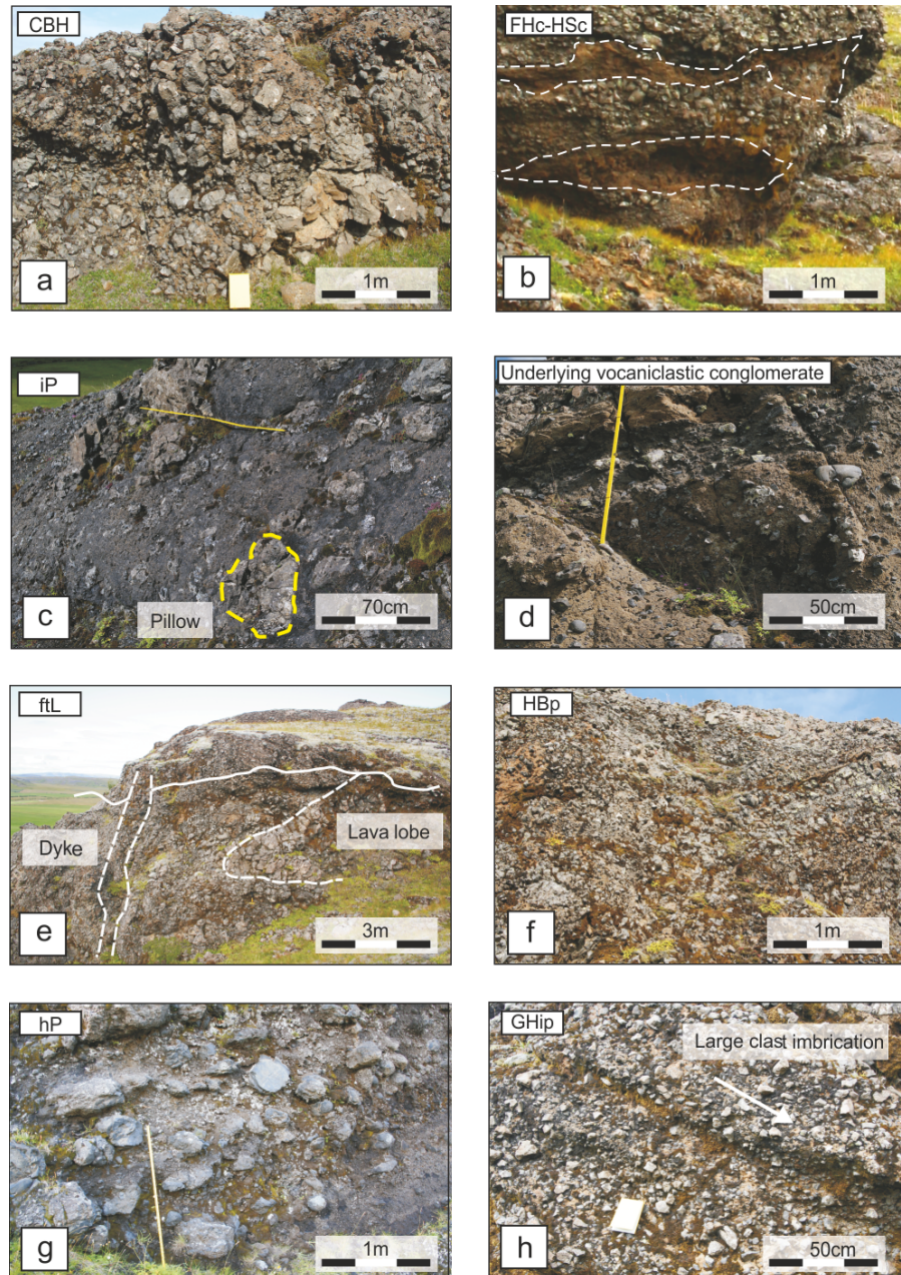 CBH
a
1m
FHc-HSc
b
1m
iP
Pillow
c
70cm
Underlying vocaniclastic conglomerate
d
50cm
ftL
Dyke
Lava lobe
e
3m
HBp
f
1m
hP
g
1m
GHip
Large clast imbrication
h
50cm